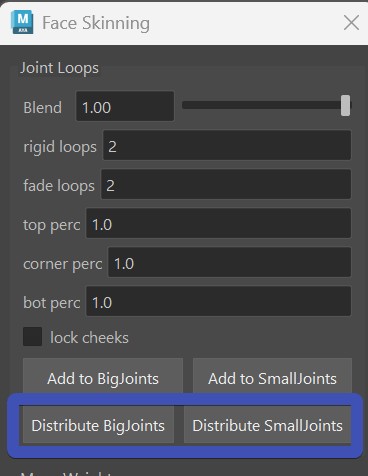 M
AYA
Face Skinning
Joint Loops
Blend 1.00
rigid loops 2
fade loops 2
top perc 1.0
corner perc 1.0
bot perc 1.0
lock cheeks
Add to BigJoints Add to SmallJoints
Distribute BigJoints Distribute SmallJoints